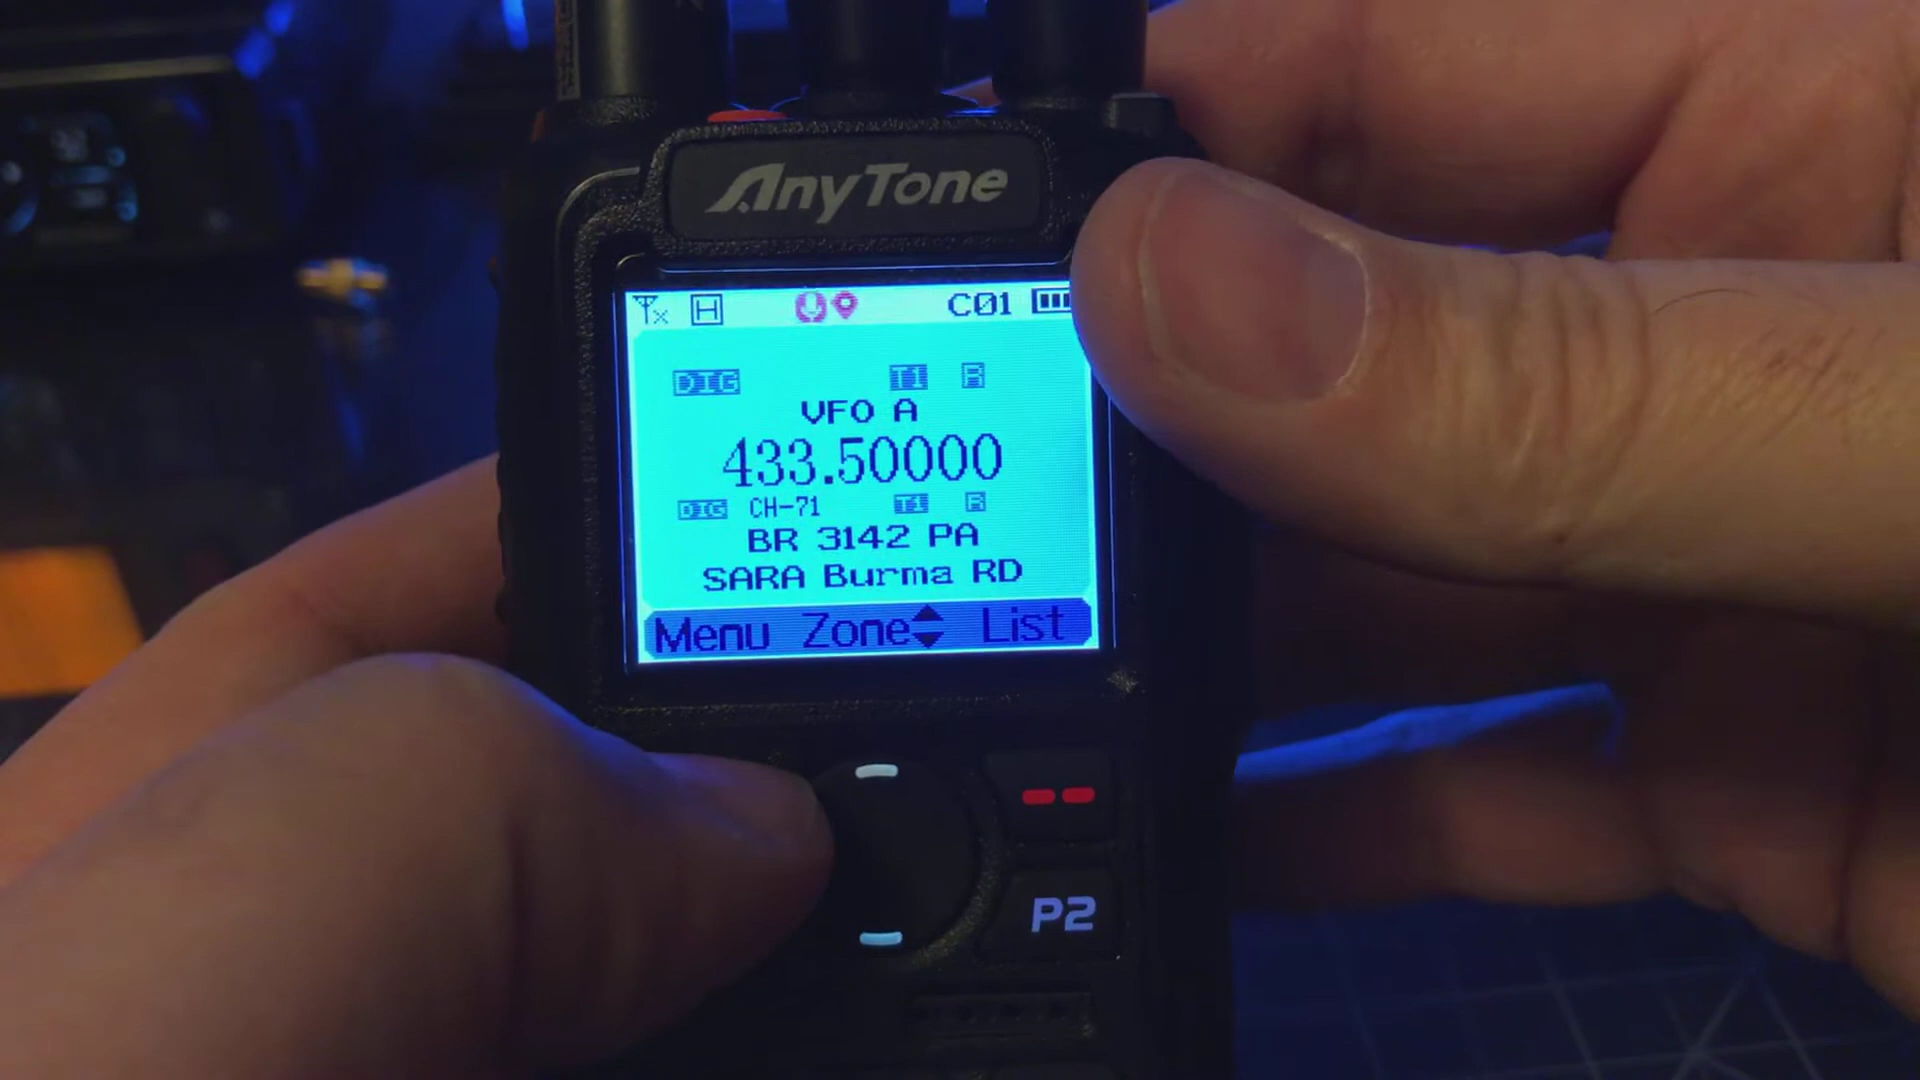 AnyTone
H C01
DIG T1 R
VFO A
433.50000
DIG CH-71 T1 R
BR 3142 PA
SARA Burma RD
Menu Zone List
P2